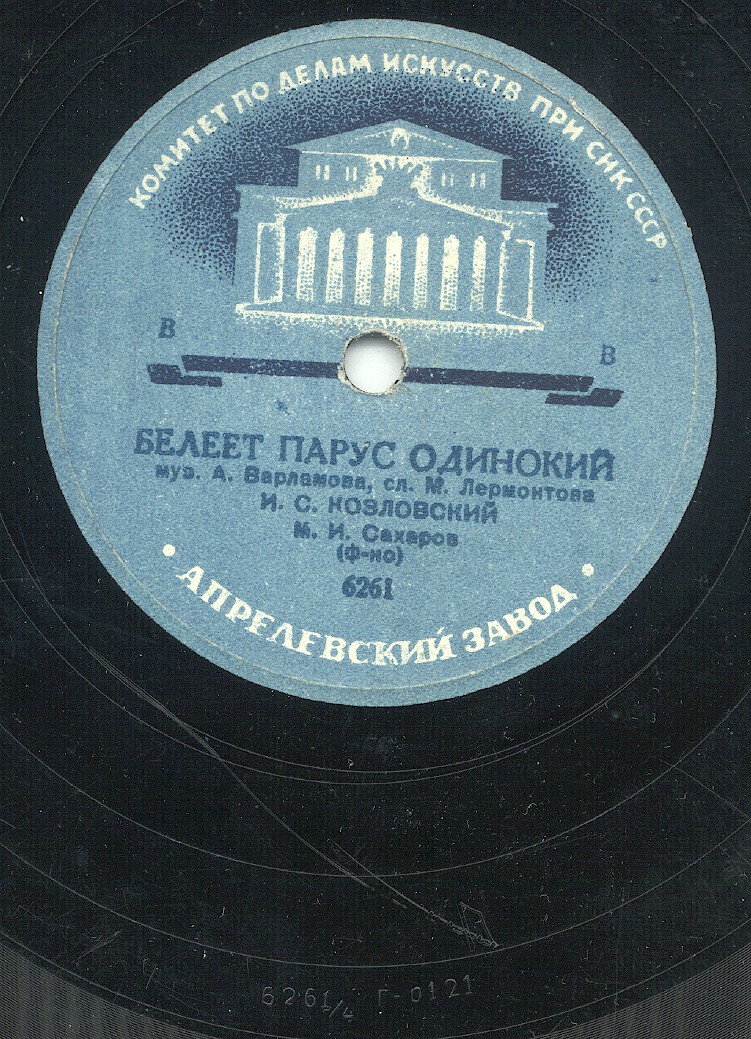 КОМИТЕТ ПО ДЕЛАМ ИСКУССТВ ПРИ СНК СССР
В В
БЕЛЕЕТ ПАРУС ОДИНОКИЙ
муз. А. Варламова, сл. М. Лермонтова
И. С. КОЗЛОВСКИЙ
М. И. Сахаров
(ф-но)
6261
• АПРЕЛЕВСКИЙ ЗАВОД •
6261/4 Г-0121